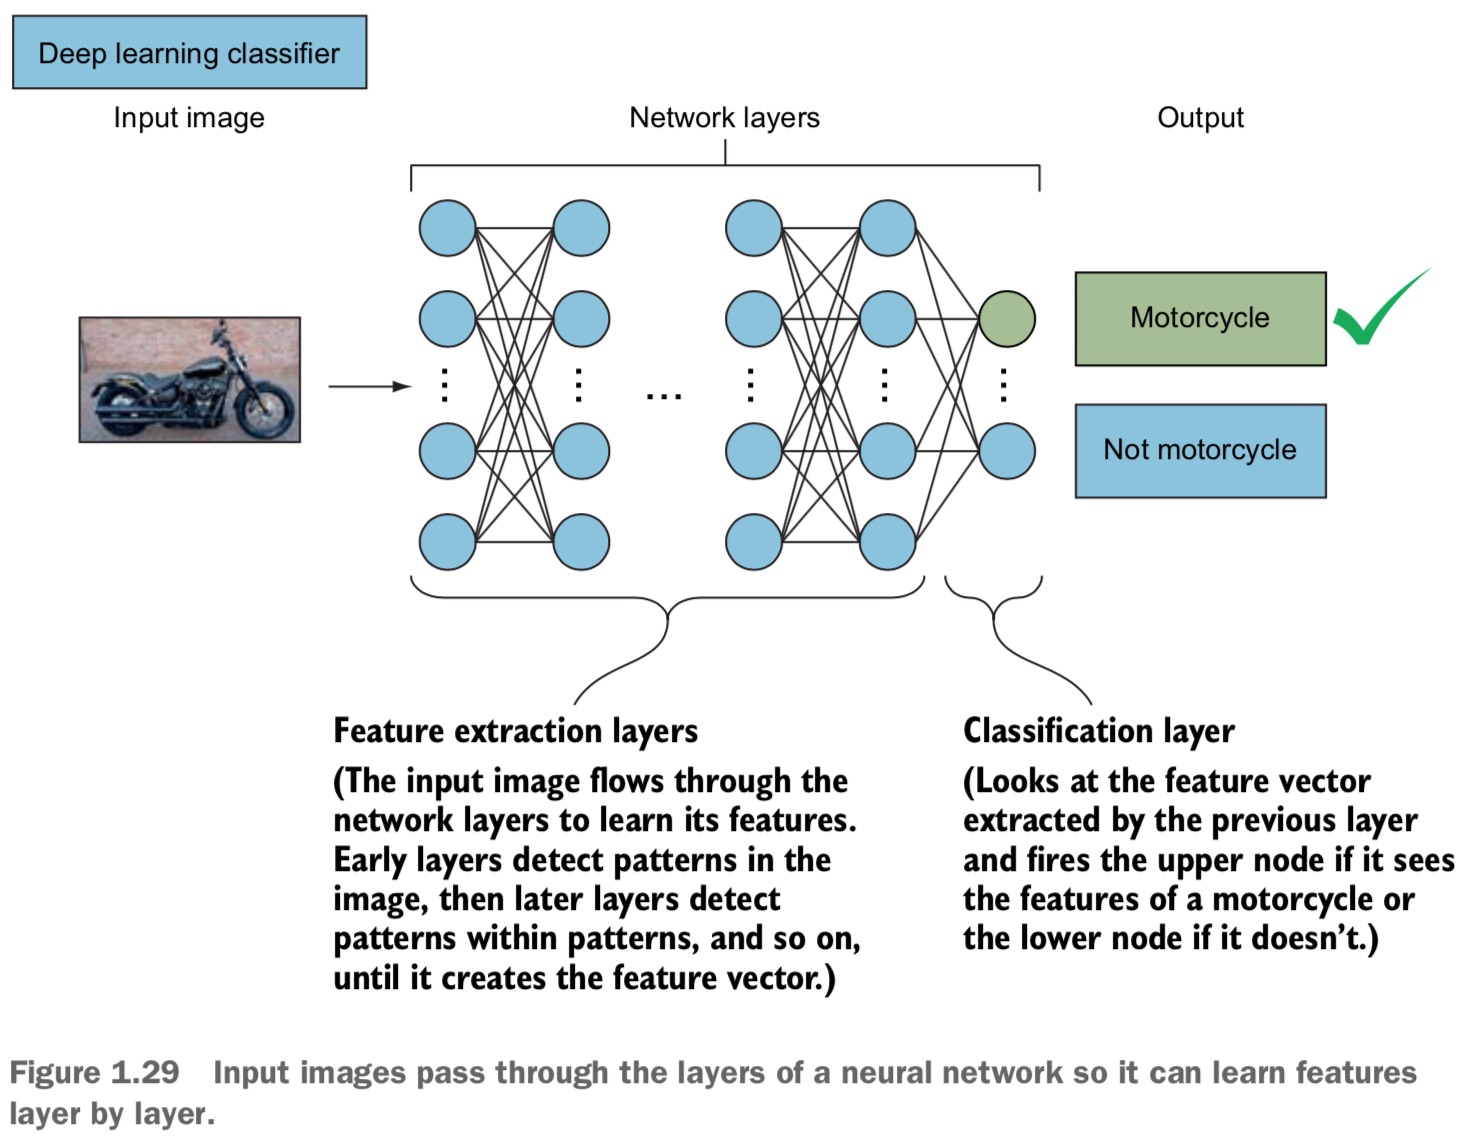 Deep learning classifier
Input image
Network layers
Output
Motorcycle
Not motorcycle
Feature extraction layers
(The input image flows through the
network layers to learn its features.
Early layers detect patterns in the
image, then later layers detect
patterns within patterns, and so on,
until it creates the feature vector.)
Classification layer
(Looks at the feature vector
extracted by the previous layer
and fires the upper node if it sees
the features of a motorcycle or
the lower node if it doesn't.)
Figure 1.29 Input images pass through the layers of a neural network so it can learn features
layer by layer.